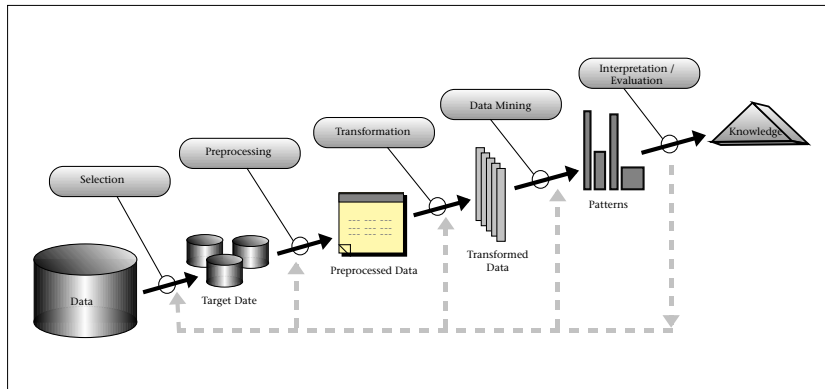 Interpretation /
Evaluation
Data Mining
Transformation
Preprocessing
Selection
Knowledge
Patterns
Transformed
Data
Preprocessed Data
Target Date
Data